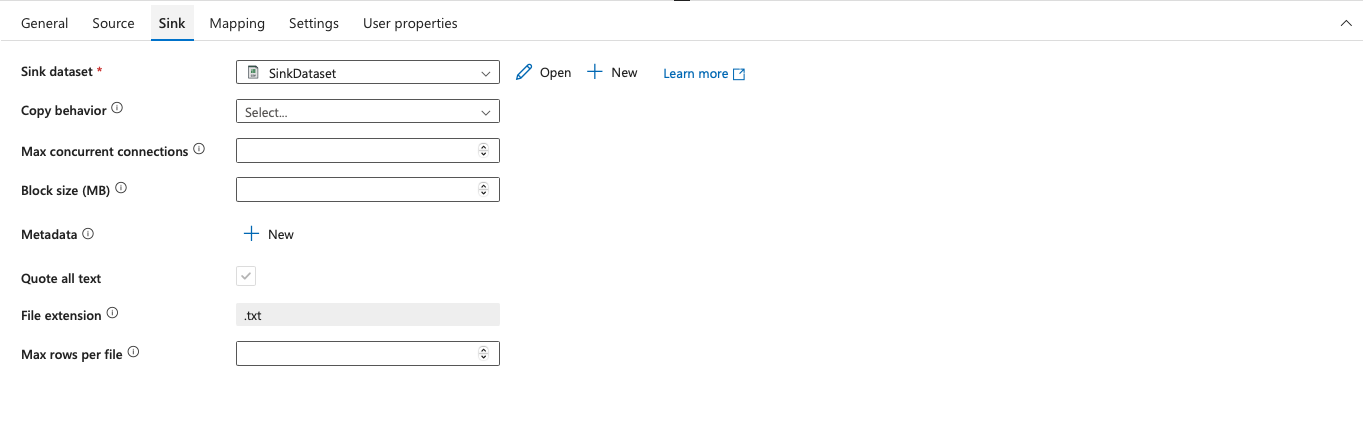 General Source Sink Mapping Settings User properties
Sink dataset * SinkDataset Open New Learn more
Copy behavior Select...
Max concurrent connections
Block size (MB)
Metadata New
Quote all text
File extension .txt
Max rows per file